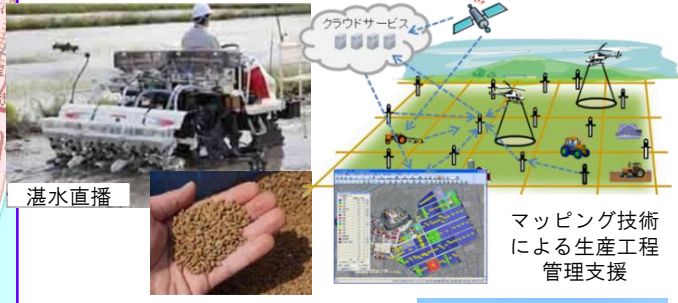 クラウドサービス
湛水直播
マッピング技術
による生産工程
管理支援